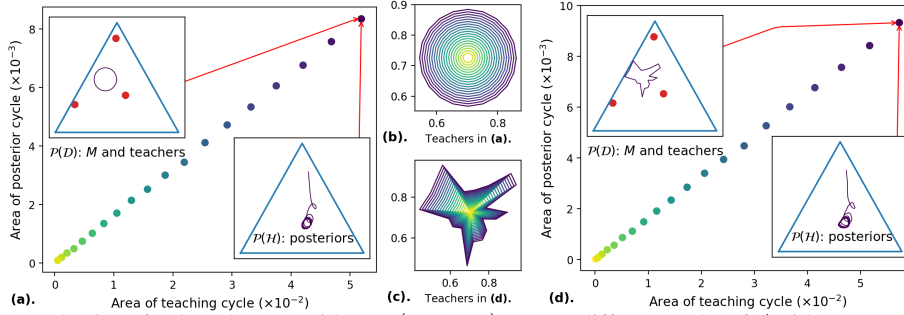 8
6
4
2
0
Area of posterior cycle (×10⁻³)
0
1
2
3
4
5
Area of teaching cycle (×10⁻²)
𝒫(𝒟): M and teachers
𝒫(ℋ): posteriors
(a).
0.9
0.8
0.7
0.6
0.6
0.8
Teachers in (a).
(b).
0.8
0.6
0.6
0.8
Teachers in (d).
(c).
10
8
6
4
2
0
Area of posterior cycle (×10⁻³)
0
1
2
3
4
5
Area of teaching cycle (×10⁻²)
𝒫(𝒟): M and teachers
𝒫(ℋ): posteriors
(d).